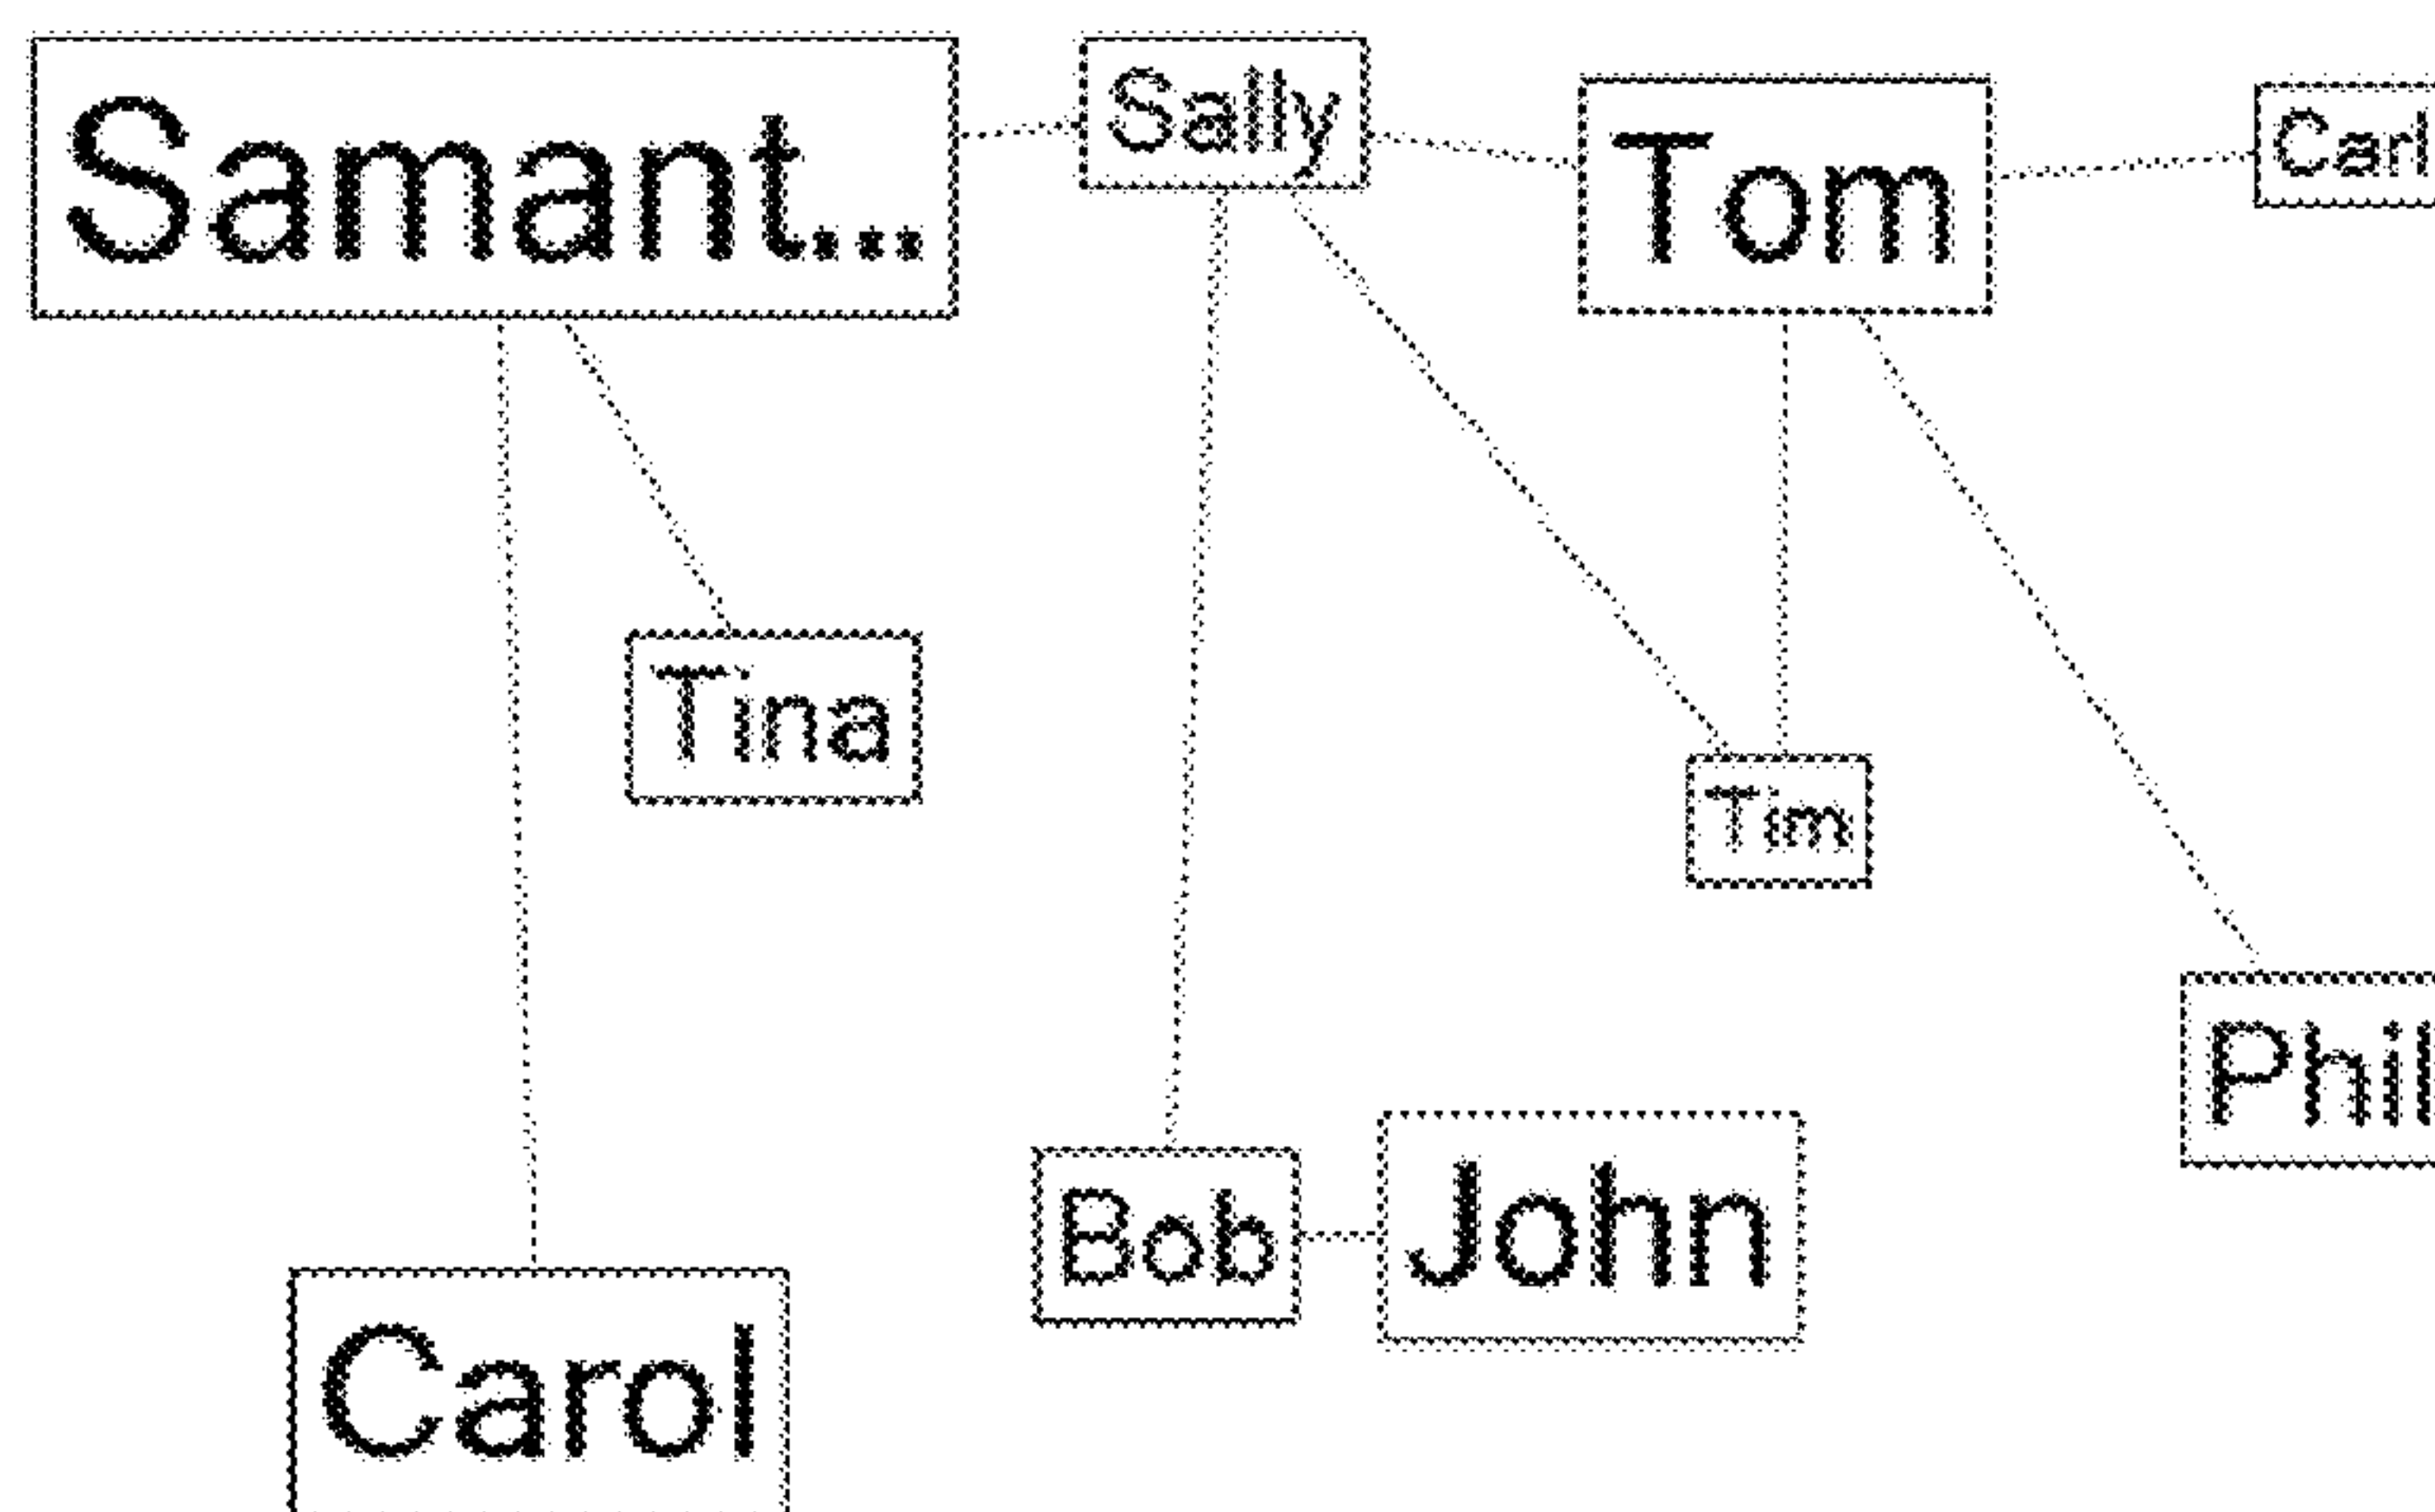 Samant...
Sally
Tom
Carl
Tina
Tim
Phil
Bob
John
Carol